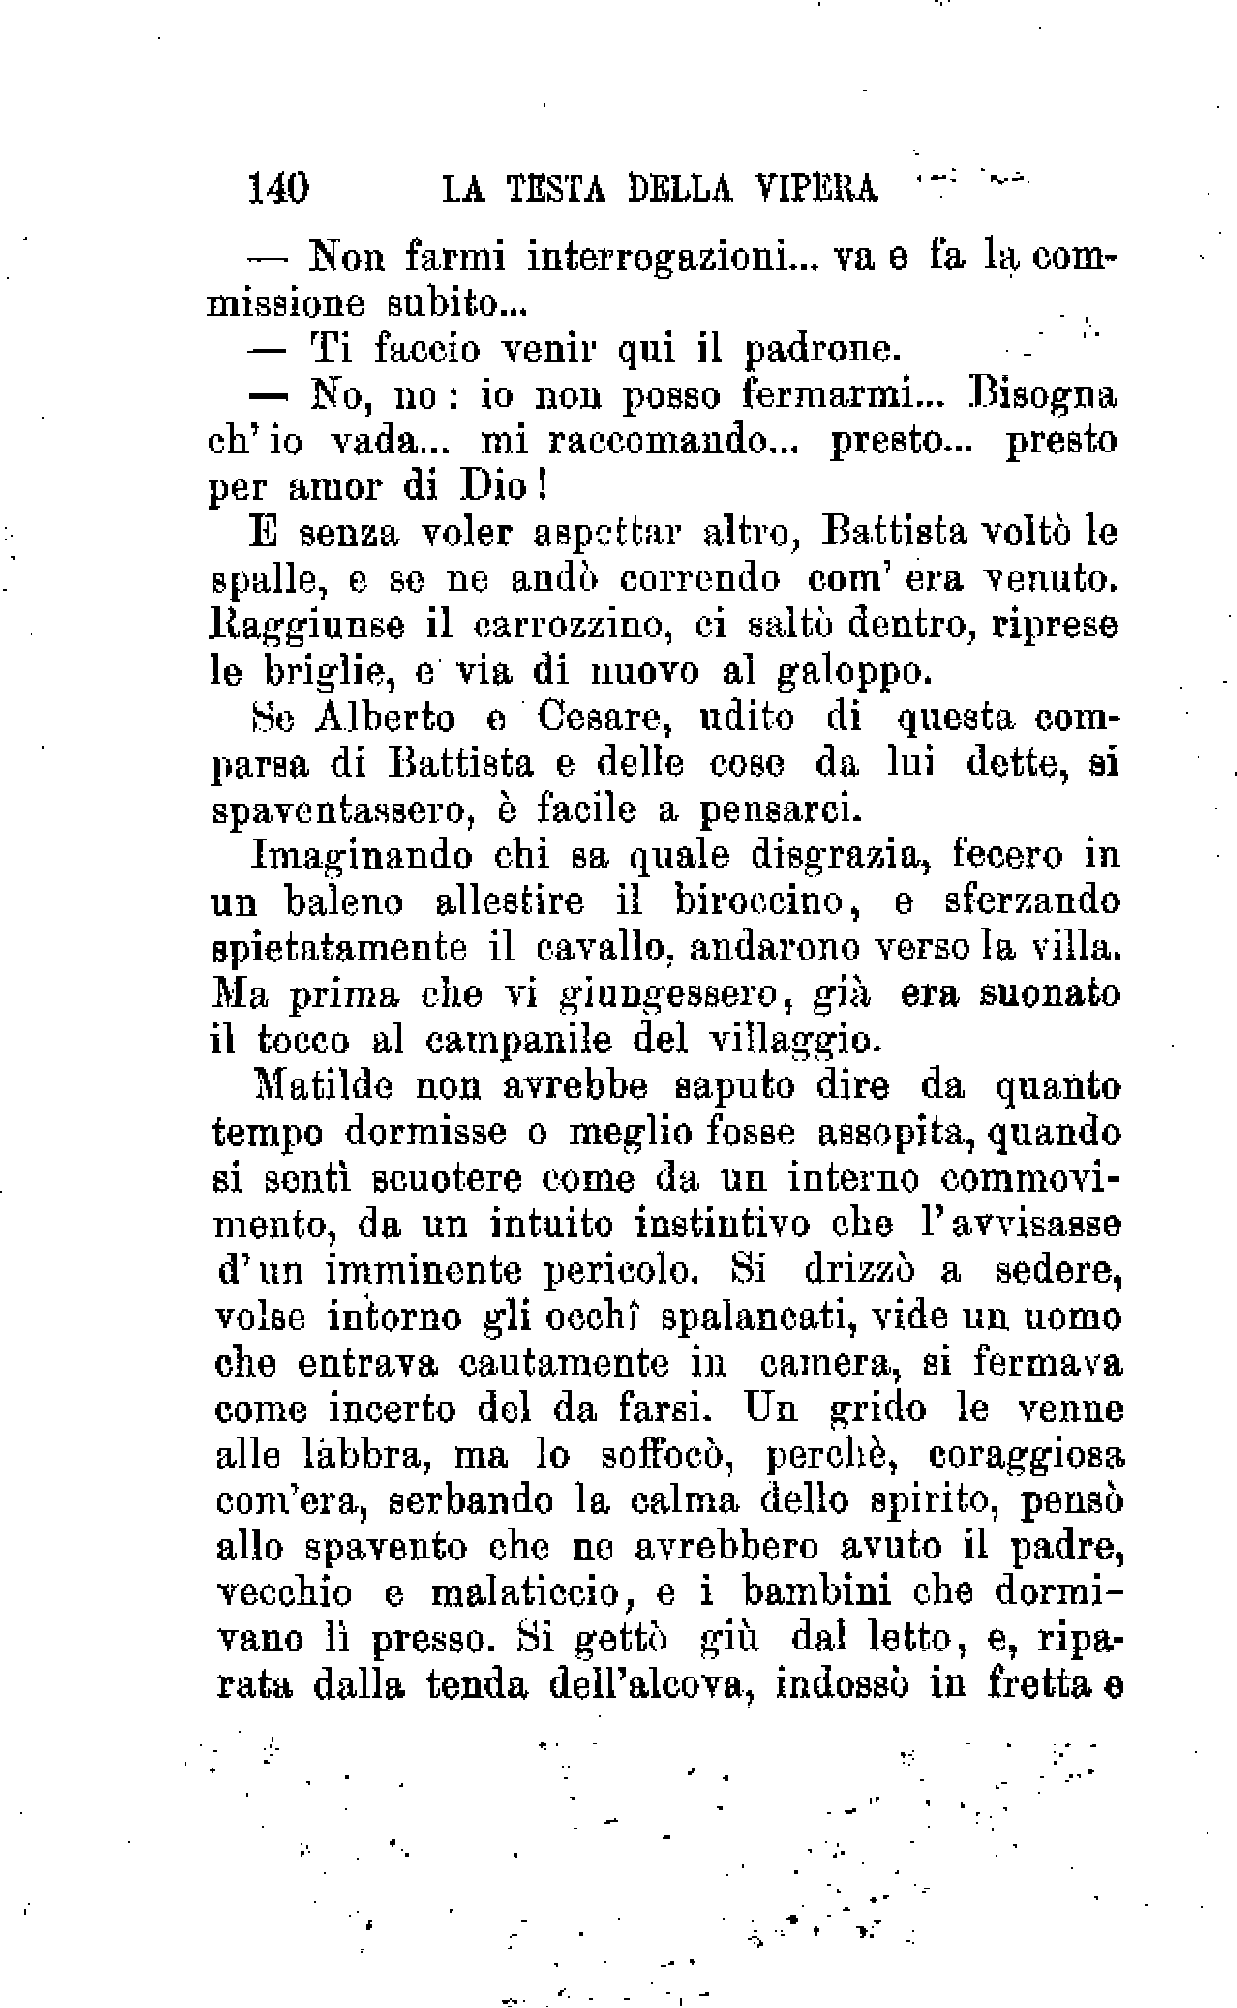 140 LA TESTA DELLA VIPERA
— Non farmi interrogazioni... va e fa la com-
missione subito...
— Ti faccio venir qui il padrone.
— No, no : io non posso fermarmi... Bisogna
ch' io vada... mi raccomando... presto... presto
per amor di Dio !
E senza voler aspettar altro, Battista voltò le
spalle, e se ne andò correndo com' era venuto.
Raggiunse il carrozzino, ci saltò dentro, riprese
le briglie, e via di nuovo al galoppo.
Se Alberto e Cesare, udito di questa com-
parsa di Battista e delle cose da lui dette, si
spaventassero, è facile a pensarci.
Imaginando chi sa quale disgrazia, fecero in
un baleno allestire il biroccino, e sferzando
spietatamente il cavallo, andarono verso la villa.
Ma prima che vi giungessero, già era suonato
il tocco al campanile del villaggio.
Matilde non avrebbe saputo dire da quanto
tempo dormisse o meglio fosse assopita, quando
si sentì scuotere come da un interno commovi-
mento, da un intuito instintivo che l' avvisasse
d' un imminente pericolo. Si drizzò a sedere,
volse intorno gli occhî spalancati, vide un uomo
che entrava cautamente in camera, si fermava
come incerto del da farsi. Un grido le venne
alle labbra, ma lo soffocò, perchè, coraggiosa
com'era, serbando la calma dello spirito, pensò
allo spavento che ne avrebbero avuto il padre,
vecchio e malaticcio, e i bambini che dormi-
vano lì presso. Si gettò giù dal letto, e, ripa-
rata dalla tenda dell'alcova, indossò in fretta e